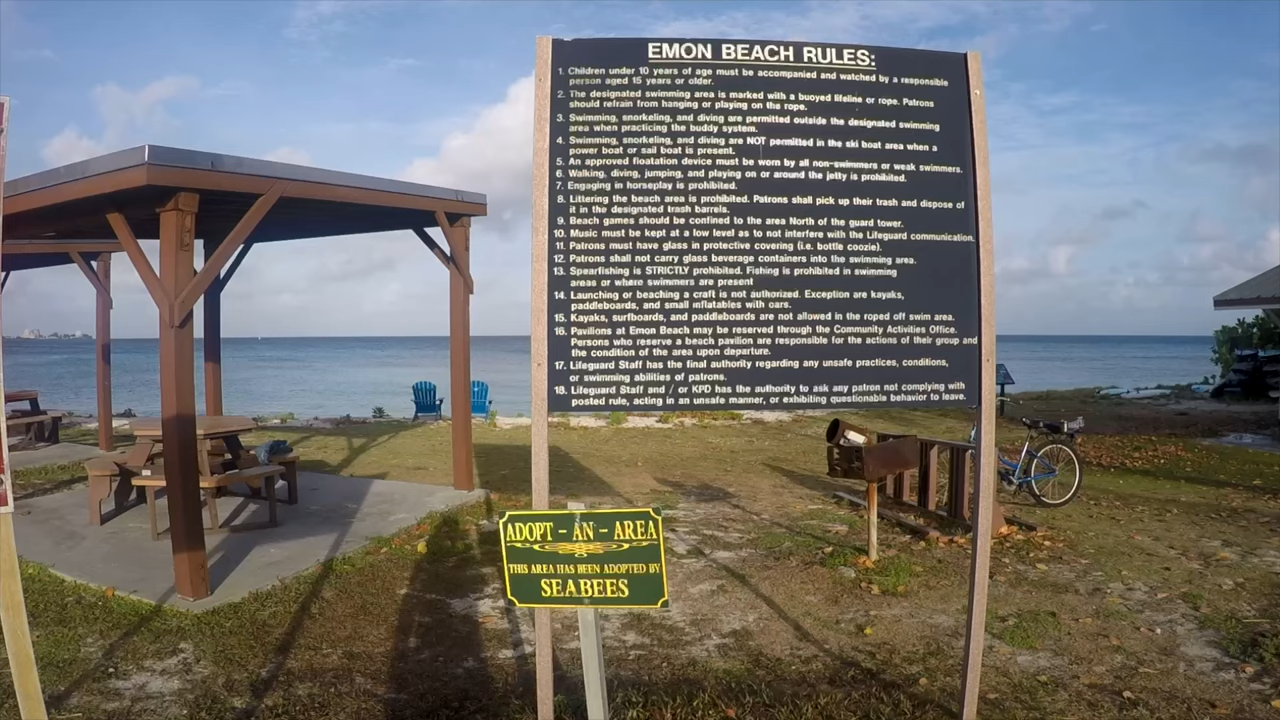 EMON BEACH RULES:
1. Children under 10 years of age must be accompanied and watched by a responsible
person aged 15 years or older.
2. The designated swimming area is marked with a buoyed lifeline or rope. Patrons
should refrain from hanging or playing on the rope.
3. Swimming, snorkeling, and diving are permitted outside the designated swimming
area when practicing the buddy system.
4. Swimming, snorkeling, and diving are NOT permitted in the ski boat area when a
power boat or sail boat is present.
5. An approved floatation device must be worn by all non-swimmers or weak swimmers.
6. Walking, diving, jumping, and playing on or around the jetty is prohibited.
7. Engaging in horseplay is prohibited.
8. Littering the beach area is prohibited. Patrons shall pick up their trash and dispose of
it in the designated trash barrels.
9. Beach games should be confined to the area North of the guard tower.
10. Music must be kept at a low level as to not interfere with the Lifeguard communication.
11. Patrons must have glass in protective covering (i.e. bottle coozie).
12. Patrons shall not carry glass beverage containers into the swimming area.
13. Spearfishing is STRICTLY prohibited. Fishing is prohibited in swimming
areas or where swimmers are present
14. Launching or beaching a craft is not authorized. Exception are kayaks,
paddleboards, and small inflatables with oars.
15. Kayaks, surfboards, and paddleboards are not allowed in the roped off swim area.
16. Pavilions at Emon Beach may be reserved through the Community Activities Office.
Persons who reserve a beach pavilion are responsible for the actions of their group and
the condition of the area upon departure.
17. Lifeguard Staff has the final authority regarding any unsafe practices, conditions,
or swimming abilities of patrons.
18. Lifeguard Staff and / or KPD has the authority to ask any patron not complying with
posted rule, acting in an unsafe manner, or exhibiting questionable behavior to leave.
ADOPT - AN - AREA
THIS AREA HAS BEEN ADOPTED BY
SEABEES